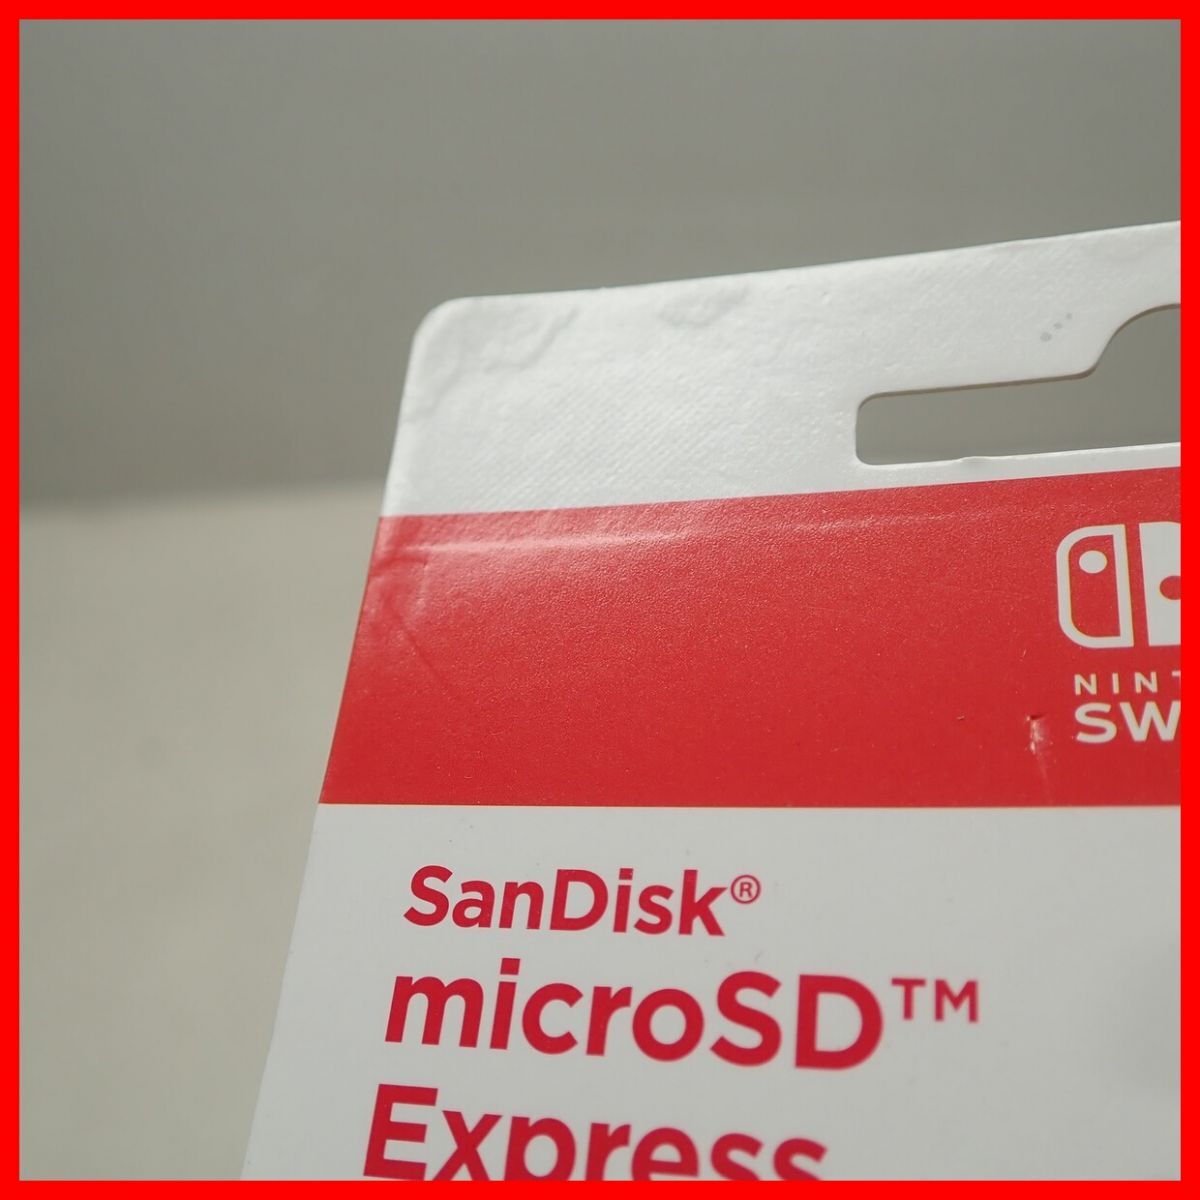 NINT
SW
SanDisk®
microSD™
Express